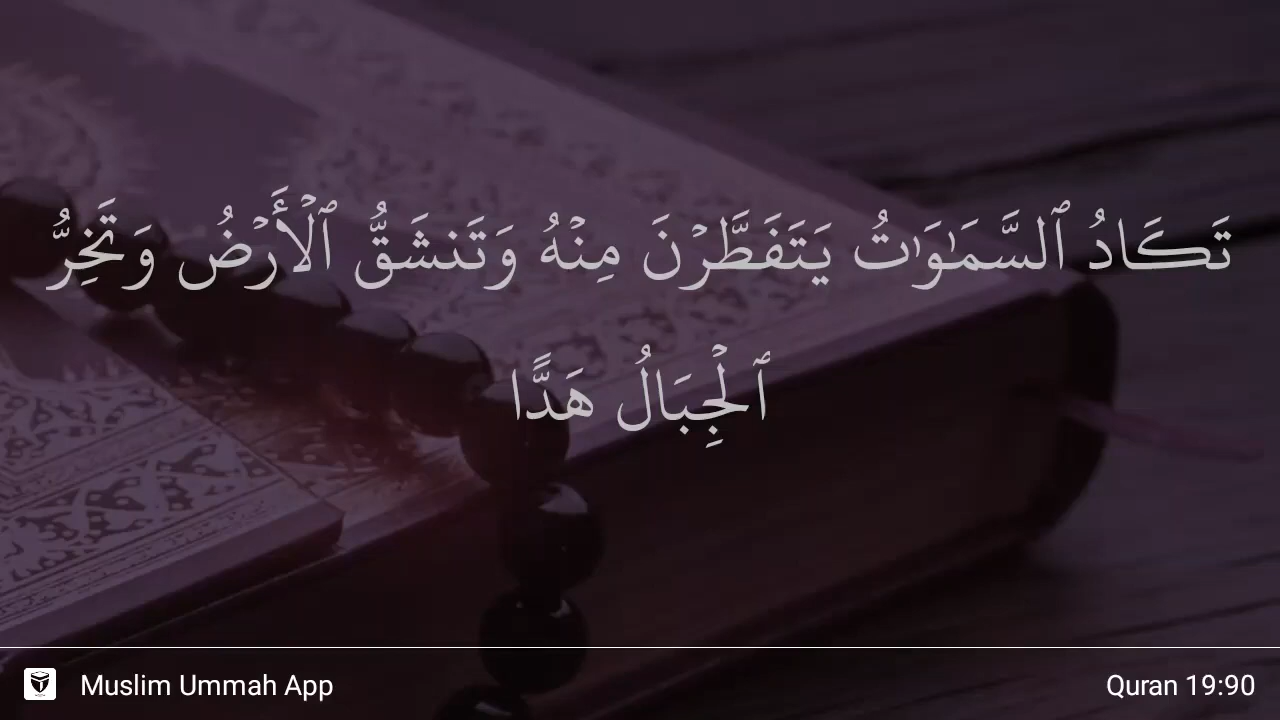 تَكَادُ ٱلسَّمَـٰوَٰتُ يَتَفَطَّرْنَ مِنْهُ وَتَنشَقُّ ٱلْأَرْضُ وَتَخِرُّ
ٱلْجِبَالُ هَدًّا
Muslim Ummah App
Quran 19:90